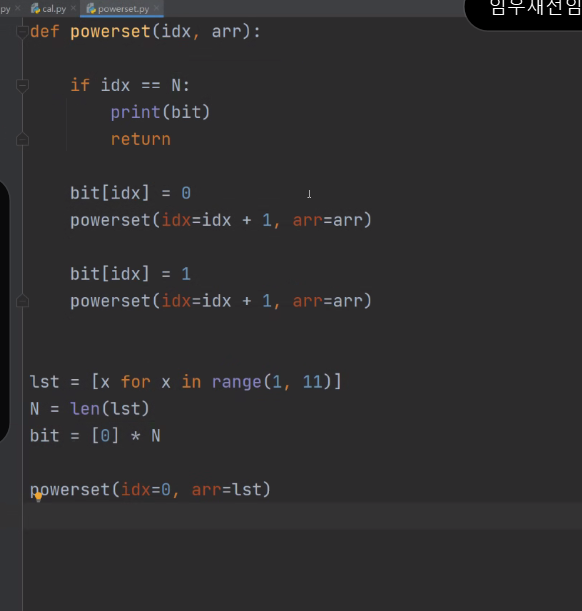 py cal.py powerset.py
임우재선임
def powerset(idx, arr):
if idx == N:
print(bit)
return
bit[idx] = 0
powerset(idx=idx + 1, arr=arr)
bit[idx] = 1
powerset(idx=idx + 1, arr=arr)
lst = [x for x in range(1, 11)]
N = len(lst)
bit = [0] * N
powerset(idx=0, arr=lst)